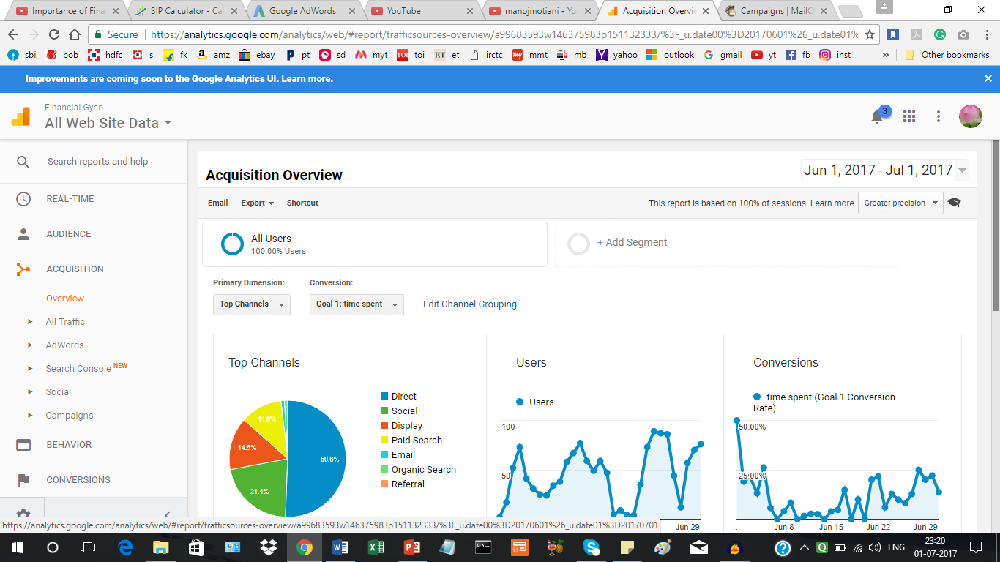 Importance of Finan
SIP Calculator - Cal
Google AdWords
YouTube
manojmotiani - You
Acquisition Overvie
Campaigns | MailC
Secure
https://analytics.google.com/analytics/web/#report/trafficsources-overview/a99683593w146375983p151132333/%3F_u.date00%3D20170601%26_u.date01%
sbi bob hdfc s fk amz ebay pt sd myt toi et irctc mmt mb yahoo outlook gmail yt fb inst » Other bookmarks
Improvements are coming soon to the Google Analytics UI. Learn more.
Financial Gyan
All Web Site Data
3
Search reports and help
REAL-TIME
AUDIENCE
ACQUISITION
Overview
All Traffic
AdWords
Search Console NEW
Social
Campaigns
BEHAVIOR
CONVERSIONS
Acquisition Overview
Jun 1, 2017 - Jul 1, 2017
Email Export Shortcut
This report is based on 100% of sessions. Learn more
Greater precision
All Users
100.00% Users
+ Add Segment
Primary Dimension:
Conversion:
Top Channels
Goal 1: time spent
Edit Channel Grouping
Top Channels
Direct
Social
Display
Paid Search
Email
Organic Search
Referral
11.6%
14.5%
50.6%
21.4%
Users
Users
100
50
Jun 29
Conversions
time spent (Goal 1 Conversion
Rate)
50.00%
25.00%
... Jun 8 Jun 15 Jun 22 Jun 29
https://analytics.google.com/analytics/web/#report/trafficsources-overview/a99683593w146375983p151132333/%3F_u.date00%3D20170601%26_u.date01%3D20170701
ENG
23:20
01-07-2017